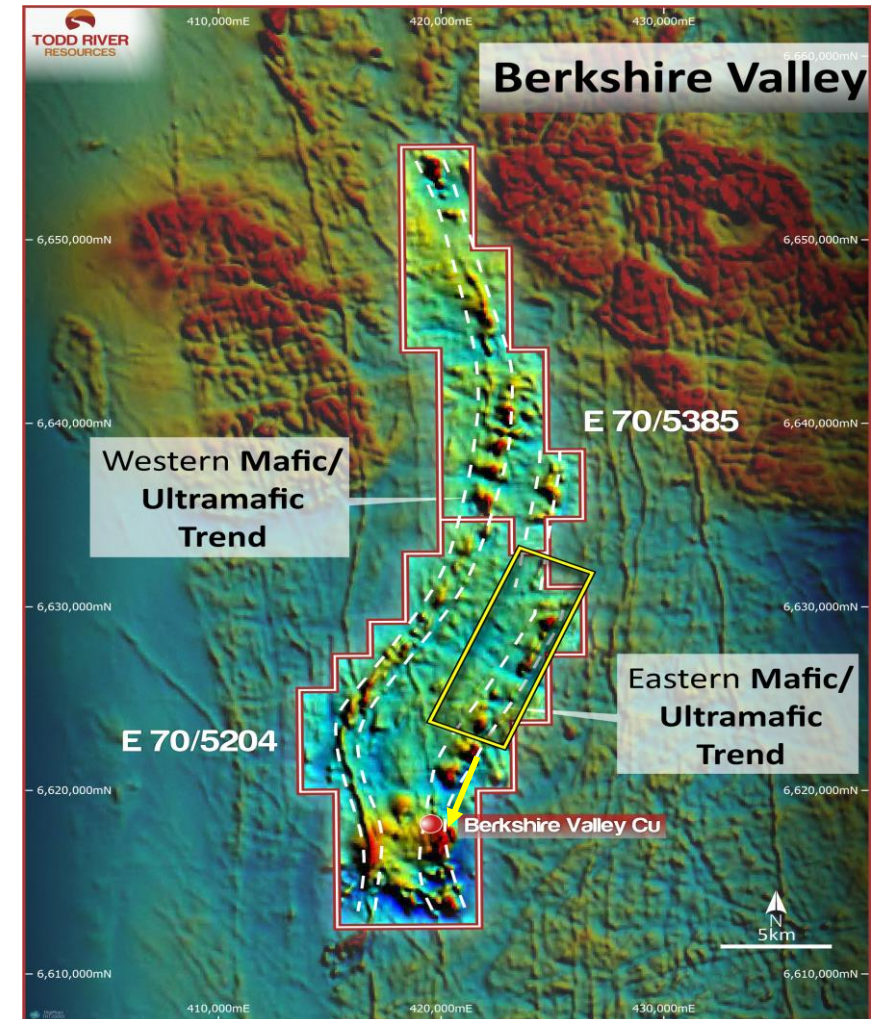 TODD RIVER
RESOURCES
410,000mE
420,000mE
430,000mE
6,660,000mN
Berkshire Valley
6,650,000mN
6,650,000mN
6,640,000mN
E 70/5385
6,640,000mN
Western Mafic/
Ultramafic
Trend
6,630,000mN
6,630,000mN
Eastern Mafic/
Ultramafic
Trend
E 70/5204
6,620,000mN
6,620,000mN
Berkshire Valley Cu
N
5km
6,610,000mN
6,610,000mN
410,000mE
420,000mE
430,000mE